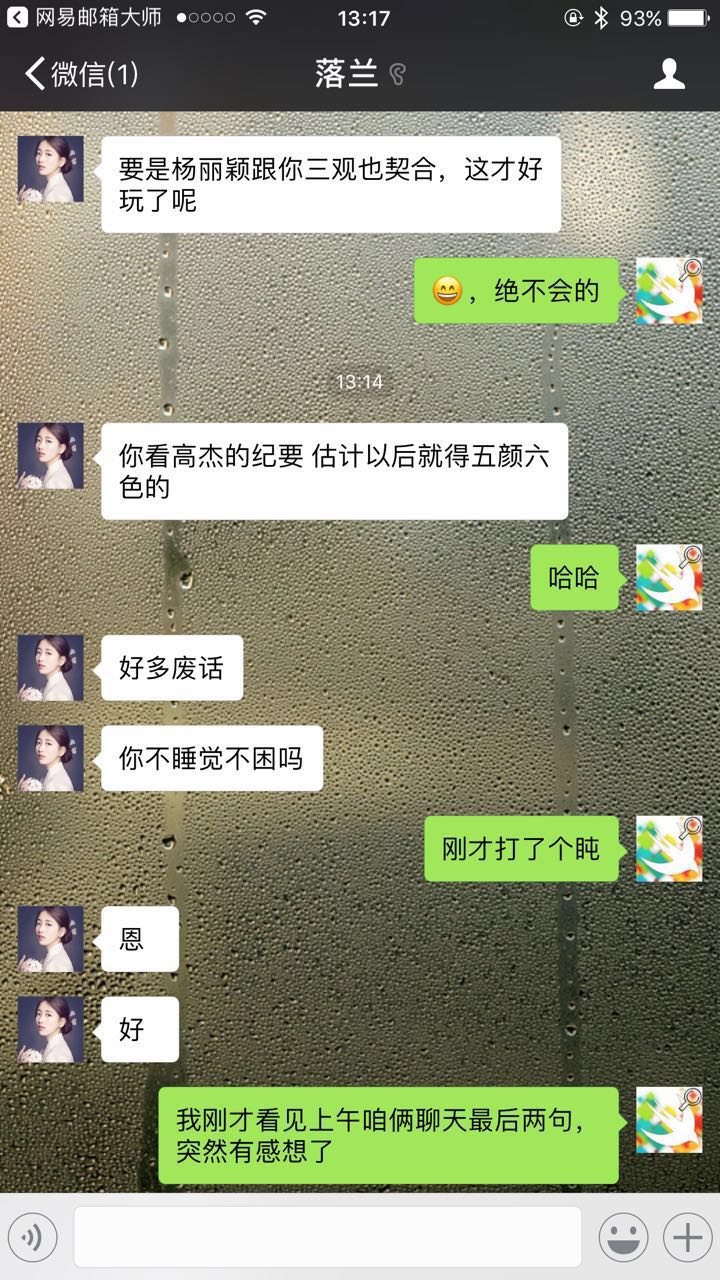 网易邮箱大师 13:17 93%
微信(1) 落兰
要是杨丽颖跟你三观也契合，这才好
玩了呢
😄，绝不会的
13:14
你看高杰的纪要 估计以后就得五颜六
色的
哈哈
好多废话
你不睡觉不困吗
刚才打了个盹
恩
好
我刚才看见上午咱俩聊天最后两句，
突然有感想了